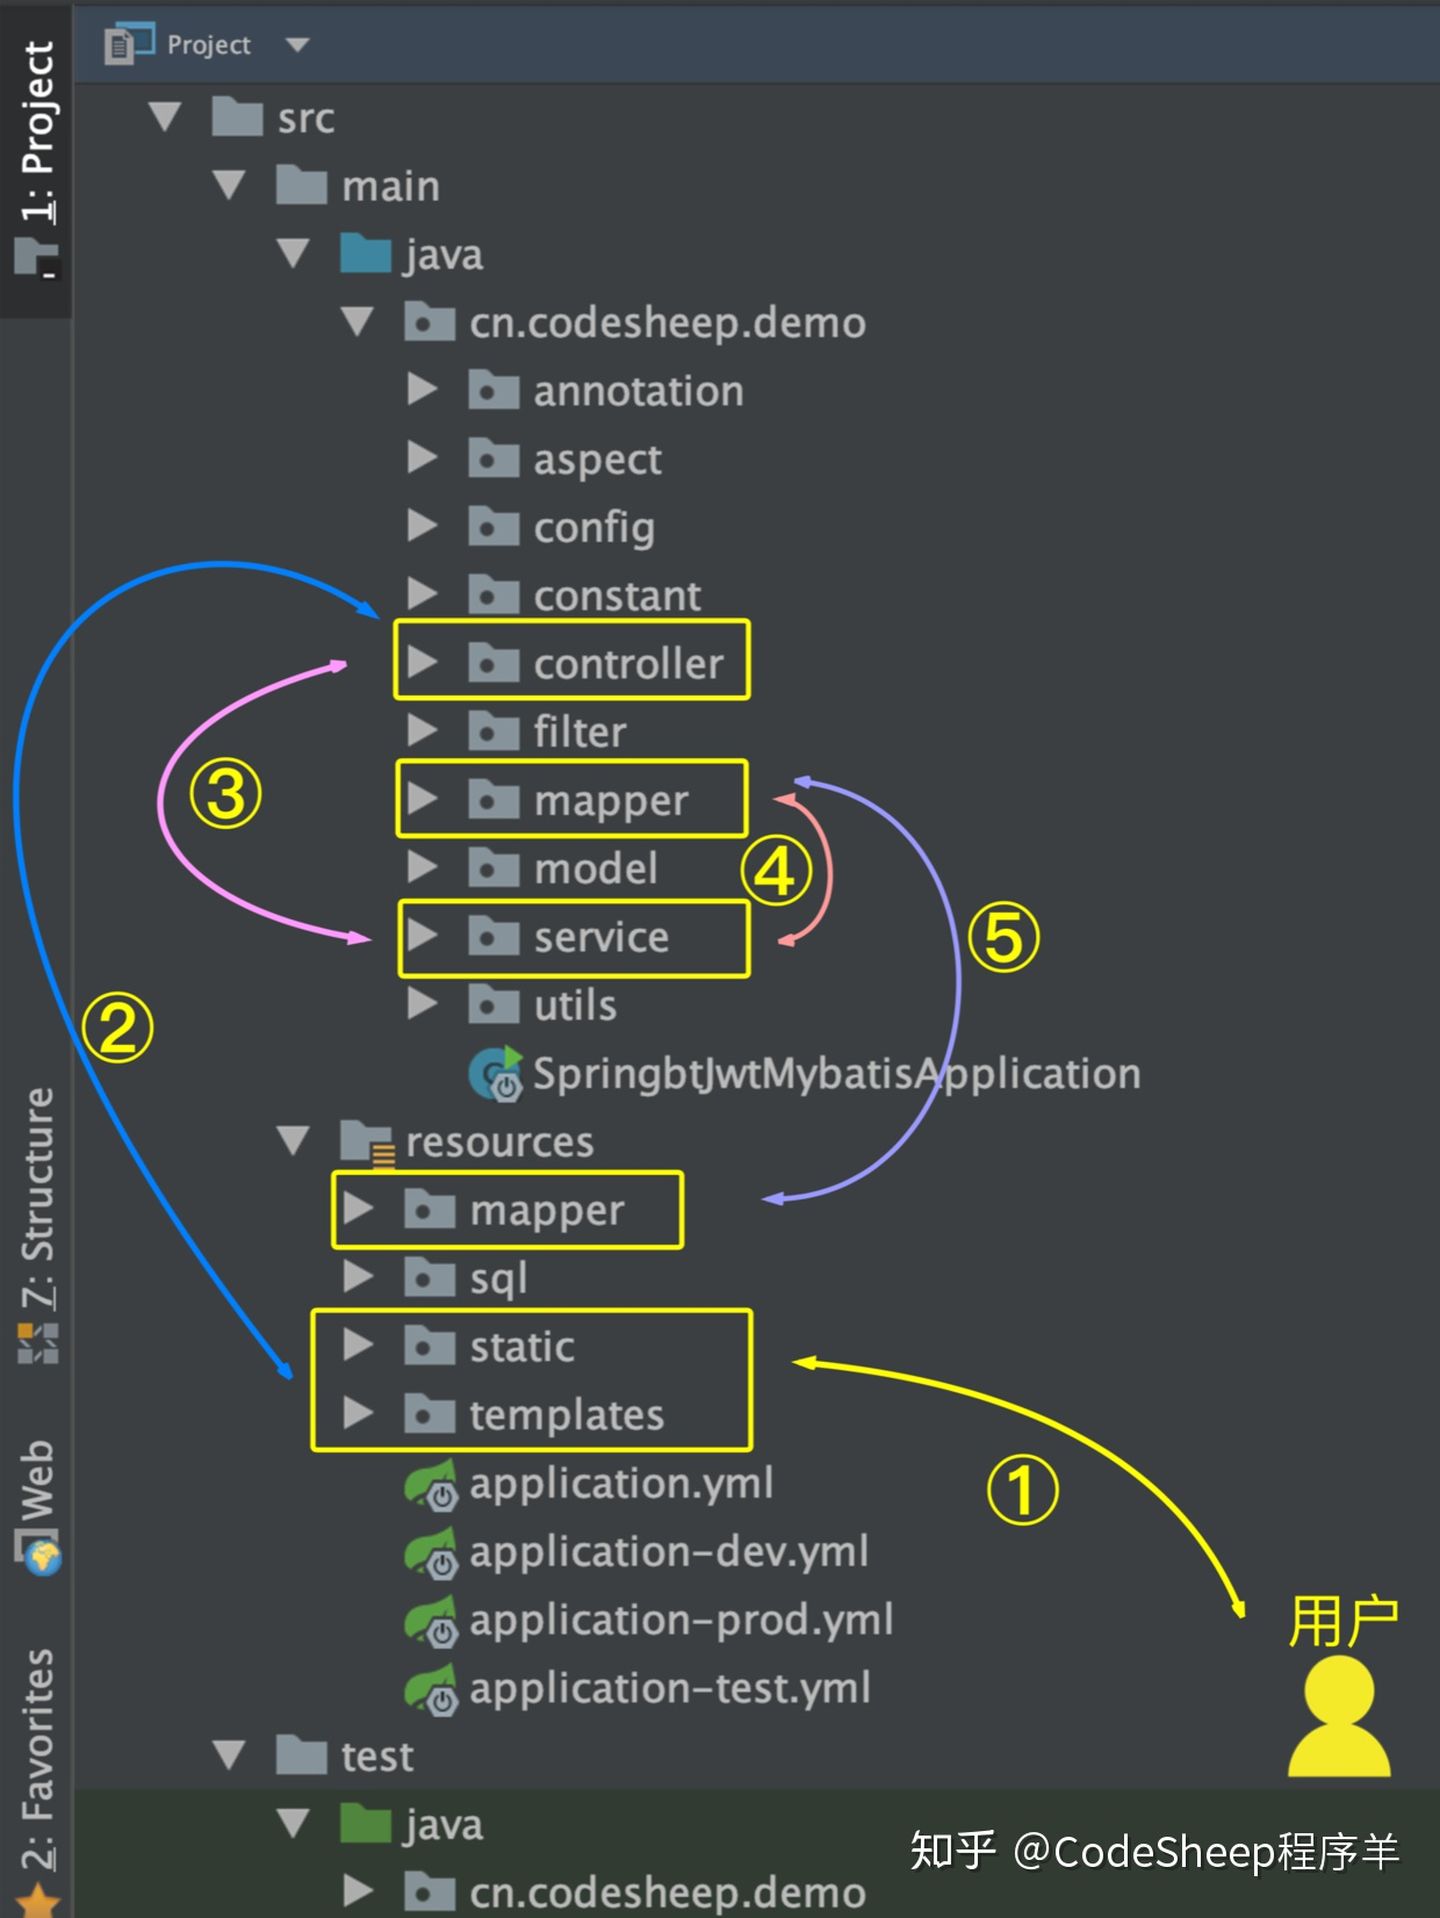 Project
1: Project
src
main
java
cn.codesheep.demo
annotation
aspect
config
constant
controller
filter
③
mapper
model
④
service
⑤
utils
②
SpringbtJwtMybatisApplication
7: Structure
resources
mapper
sql
static
templates
Web
application.yml
①
application-dev.yml
application-prod.yml
用户
application-test.yml
2: Favorites
test
java
知乎 @CodeSheep程序羊
cn.codesheep.demo